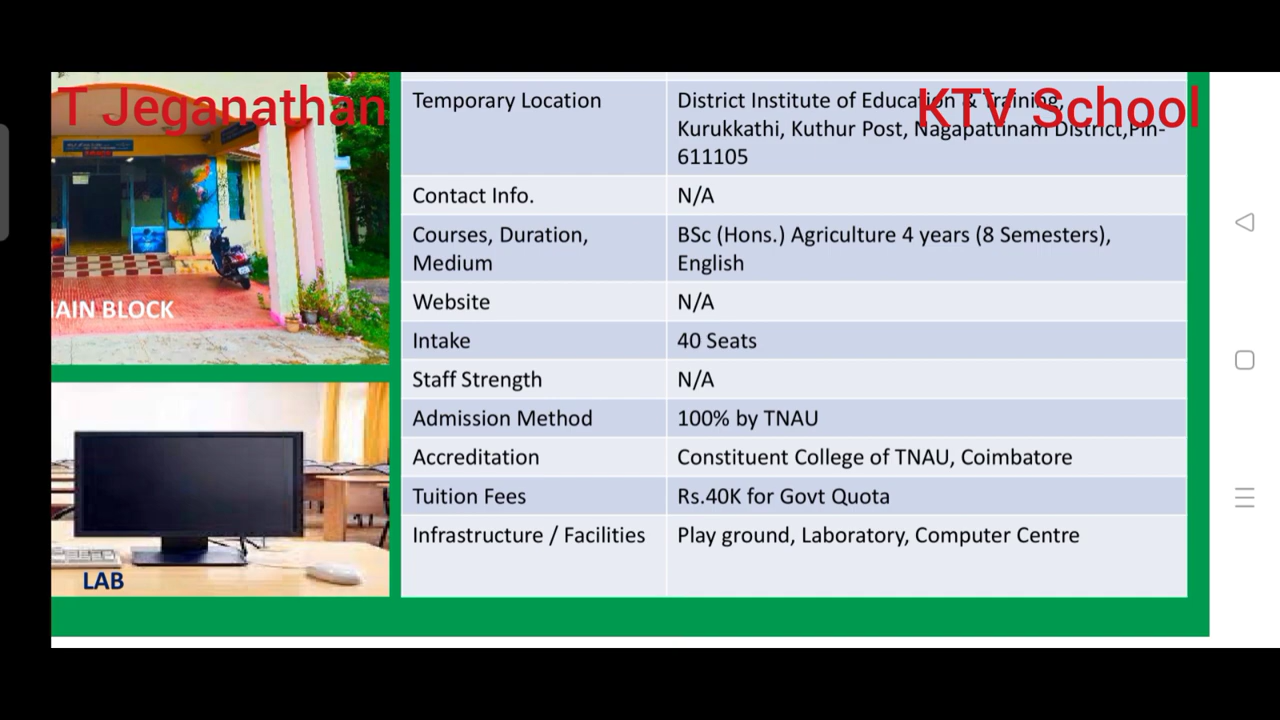 T Jeganathan
KTV School
Temporary Location
District Institute of Education & Training,
Kurukkathi, Kuthur Post, Nagapattinam District,Pin-
611105
Contact Info.
N/A
Courses, Duration,
Medium
BSc (Hons.) Agriculture 4 years (8 Semesters),
English
Website
N/A
Intake
40 Seats
Staff Strength
N/A
Admission Method
100% by TNAU
Accreditation
Constituent College of TNAU, Coimbatore
Tuition Fees
Rs.40K for Govt Quota
Infrastructure / Facilities
Play ground, Laboratory, Computer Centre
AIN BLOCK
LAB